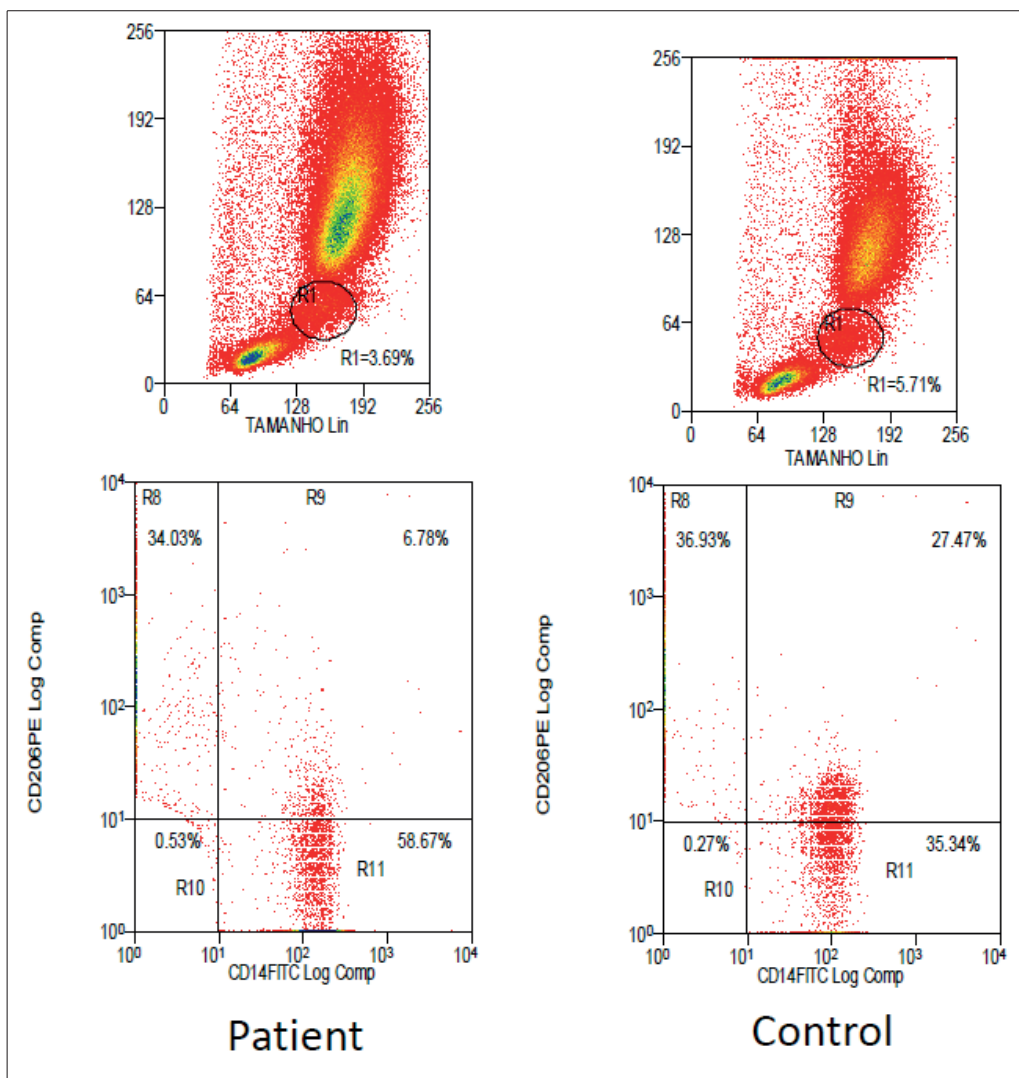 256
192
128
64
0
R1
R1=3.69%
0 64 128 192 256
TAMANHO Lin
256
192
128
64
0
R1
R1=5.71%
0 64 128 192 256
TAMANHO Lin
CD206PE Log Comp
10⁴
10³
10²
10¹
10⁰
R8 R9
34.03% 6.78%
0.53% 58.67%
R10 R11
10⁰ 10¹ 10² 10³ 10⁴
CD14FITC Log Comp
Patient
CD206PE Log Comp
10⁴
10³
10²
10¹
10⁰
R8 R9
36.93% 27.47%
0.27% 35.34%
R10 R11
10⁰ 10¹ 10² 10³ 10⁴
CD14FITC Log Comp
Control